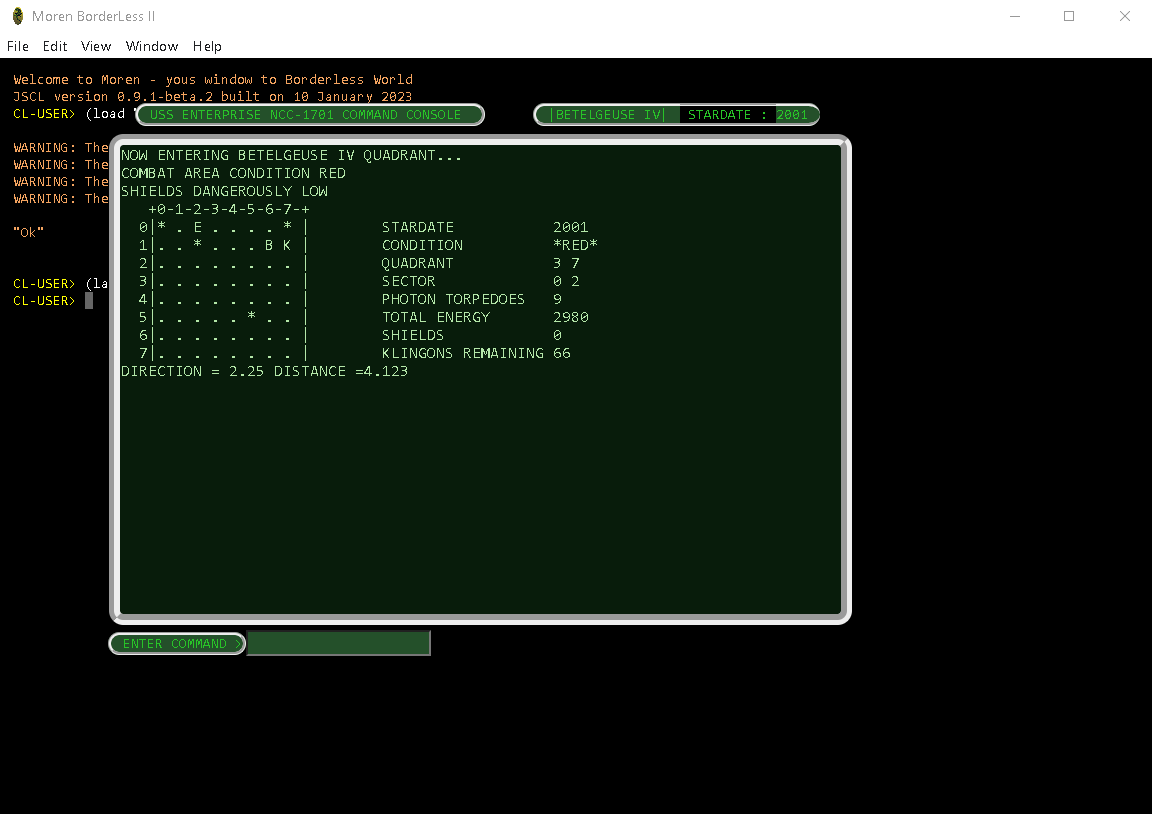 Moren BorderLess II
File Edit View Window Help
Welcome to Moren - yous window to Borderless World
JSCL version 0.9.1-beta.2 built on 10 January 2023
CL-USER> (load "
USS ENTERPRISE NCC-1701 COMMAND CONSOLE
|BETELGEUSE IV| STARDATE : 2001
WARNING: The
WARNING: The
WARNING: The
WARNING: The
"Ok"
CL-USER> (la
CL-USER>
NOW ENTERING BETELGEUSE IV QUADRANT...
COMBAT AREA CONDITION RED
SHIELDS DANGEROUSLY LOW
+0-1-2-3-4-5-6-7-+
0|* . E . . . . * | STARDATE 2001
1|. . * . . . B K | CONDITION *RED*
2|. . . . . . . . | QUADRANT 3 7
3|. . . . . . . . | SECTOR 0 2
4|. . . . . . . . | PHOTON TORPEDOES 9
5|. . . . . * . . | TOTAL ENERGY 2980
6|. . . . . . . . | SHIELDS 0
7|. . . . . . . . | KLINGONS REMAINING 66
DIRECTION = 2.25 DISTANCE =4.123
ENTER COMMAND >